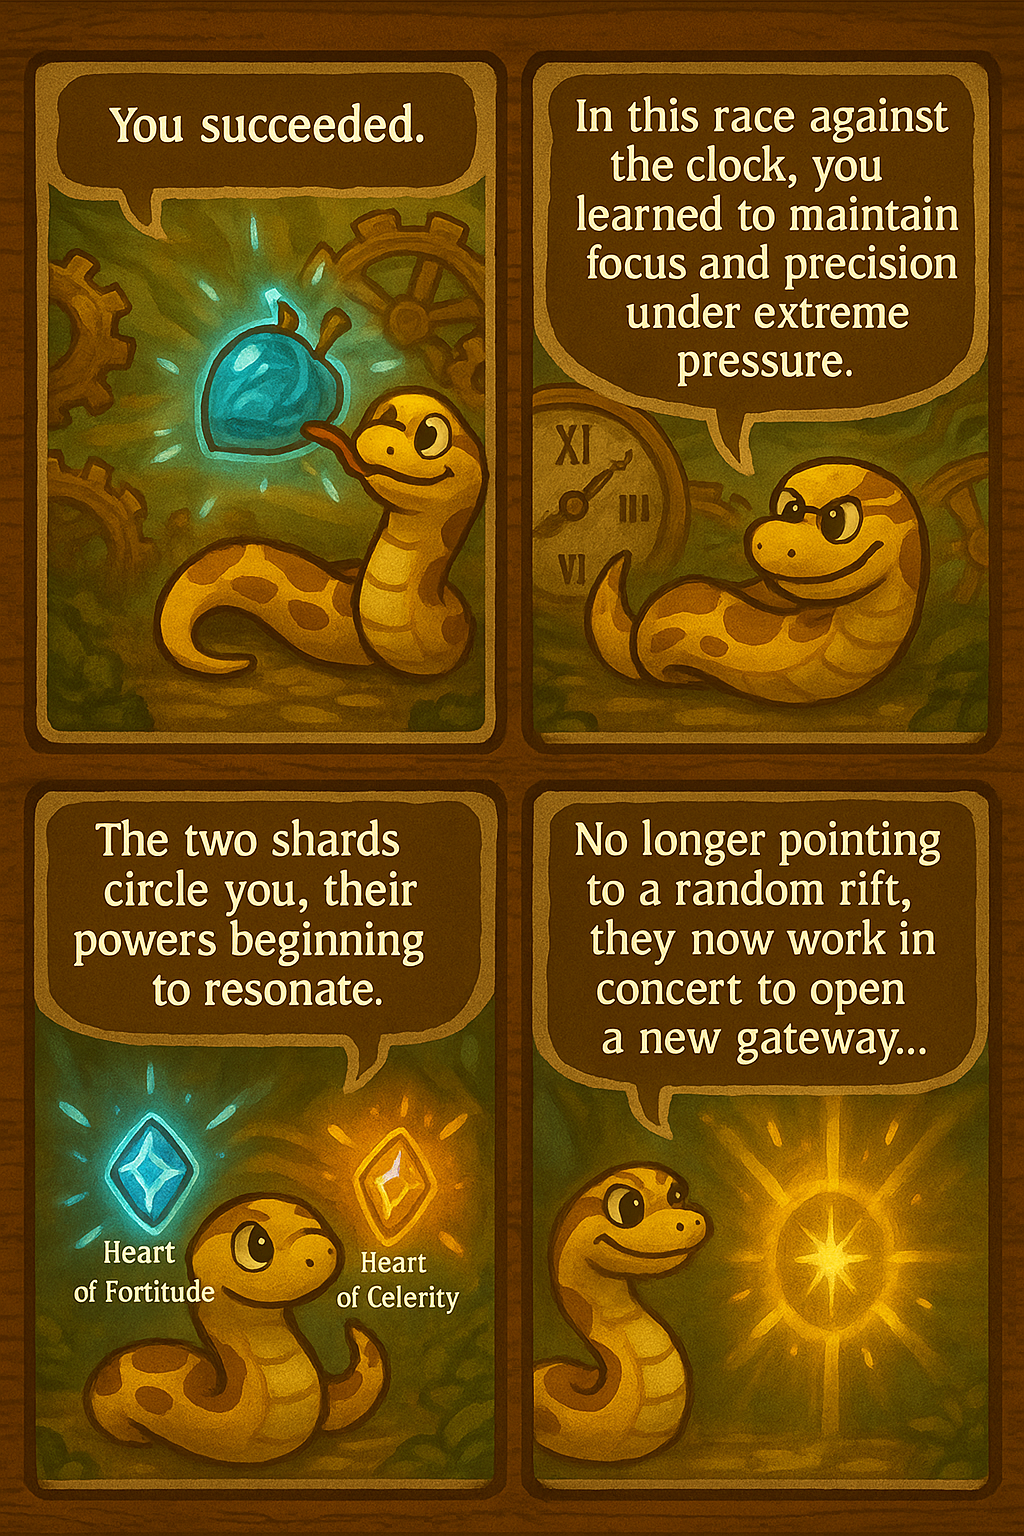 You succeeded.
In this race against
the clock, you
learned to maintain
focus and precision
under extreme
pressure.
XI
III
VI
The two shards
circle you, their
powers beginning
to resonate.
Heart
of Fortitude
Heart
of Celerity
No longer pointing
to a random rift,
they now work in
concert to open
a new gateway...